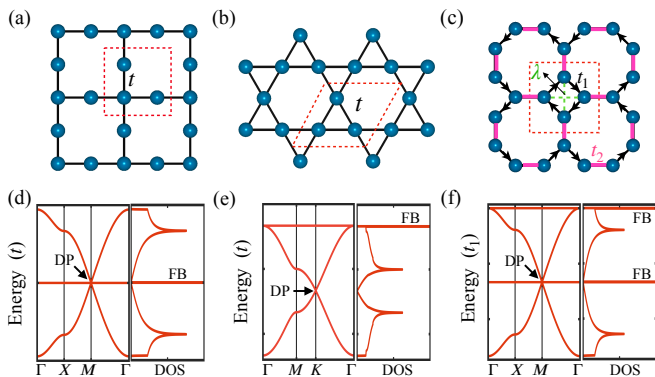 (a) (b) (c)
t
t
λ
t₁
t₂
(d) (e) (f)
Energy (t)
DP
FB
Γ X M Γ DOS
Energy (t)
DP
FB
Γ M K Γ DOS
Energy (t₁)
DP
FB
FB
Γ X M Γ DOS